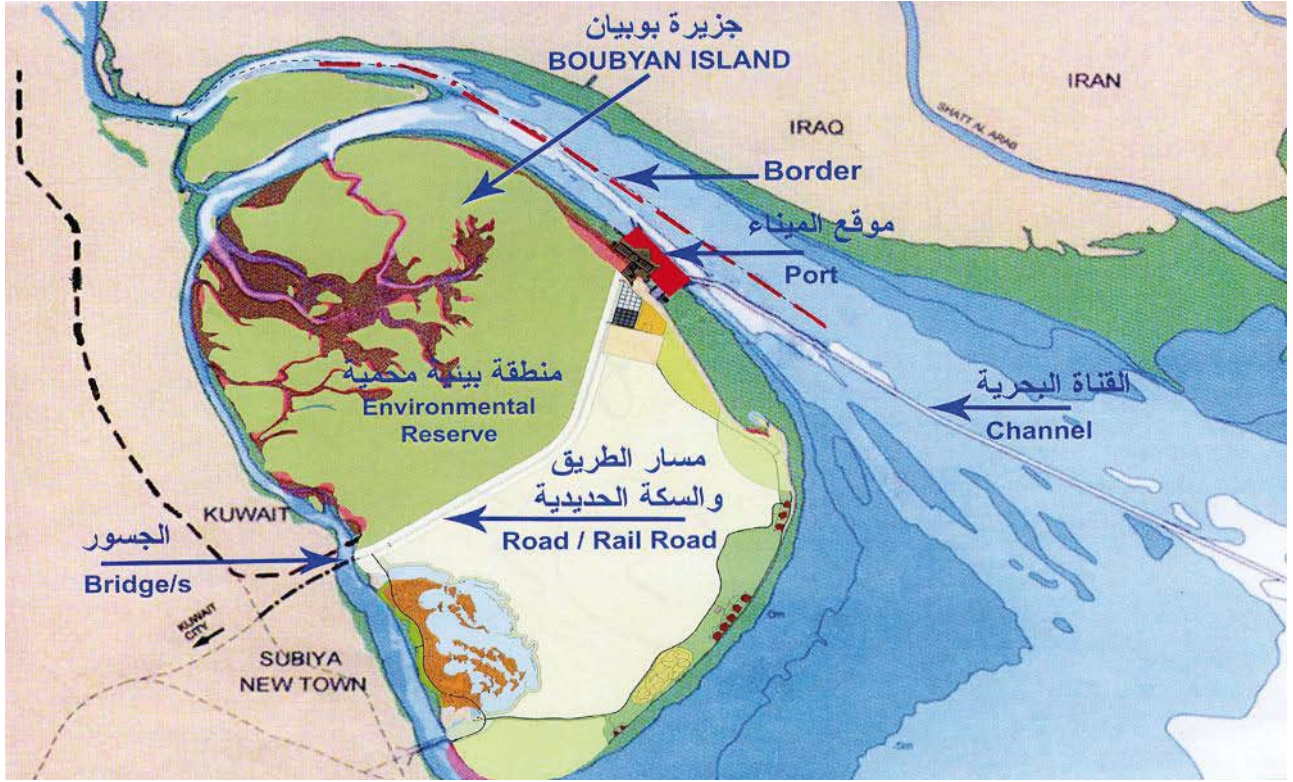 جزيرة بوبيان
BOUBYAN ISLAND
IRAN
SHATT AL ARAB
IRAQ
Border
موقع الميناء
Port
القناة البحرية
Channel
منطقة بيئية محمية
Environmental
Reserve
مسار الطريق
والسكة الحديدية
Road / Rail Road
KUWAIT
الجسور
Bridge/s
KUWAIT
CITY
SUBIYA
NEW TOWN